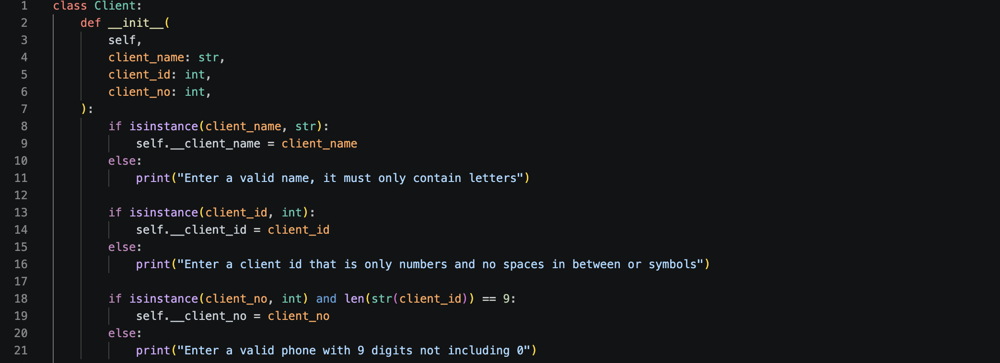 1 class Client:
2 def __init__(
3 self,
4 client_name: str,
5 client_id: int,
6 client_no: int,
7 ):
8 if isinstance(client_name, str):
9 self.__client_name = client_name
10 else:
11 print("Enter a valid name, it must only contain letters")
12
13 if isinstance(client_id, int):
14 self.__client_id = client_id
15 else:
16 print("Enter a client id that is only numbers and no spaces in between or symbols")
17
18 if isinstance(client_no, int) and len(str(client_id)) == 9:
19 self.__client_no = client_no
20 else:
21 print("Enter a valid phone with 9 digits not including 0")